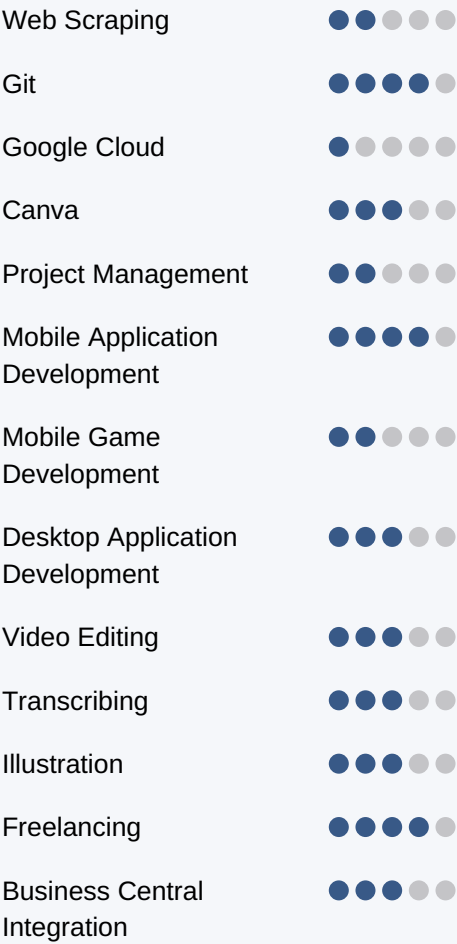 Web Scraping
Git
Google Cloud
Canva
Project Management
Mobile Application
Development
Mobile Game
Development
Desktop Application
Development
Video Editing
Transcribing
Illustration
Freelancing
Business Central
Integration